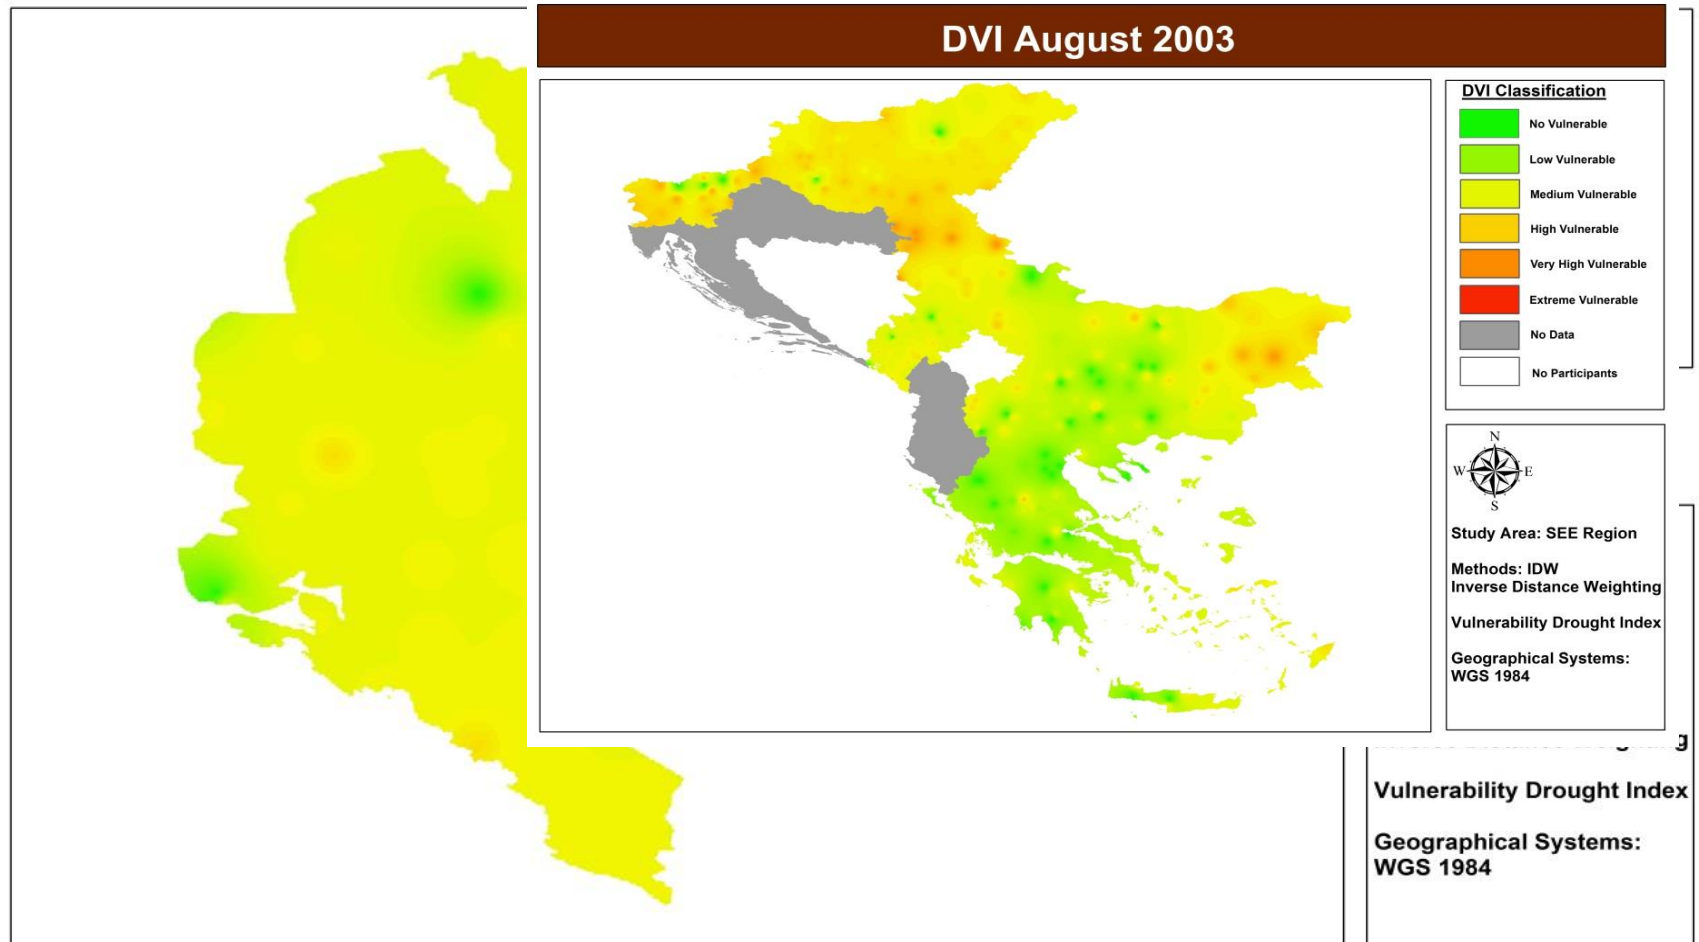 DVI August 2003
DVI Classification
No Vulnerable
Low Vulnerable
Medium Vulnerable
High Vulnerable
Very High Vulnerable
Extreme Vulnerable
No Data
No Participants
N
W E
S
Study Area: SEE Region
Methods: IDW
Inverse Distance Weighting
Vulnerability Drought Index
Geographical Systems:
WGS 1984
Vulnerability Drought Index
Geographical Systems:
WGS 1984